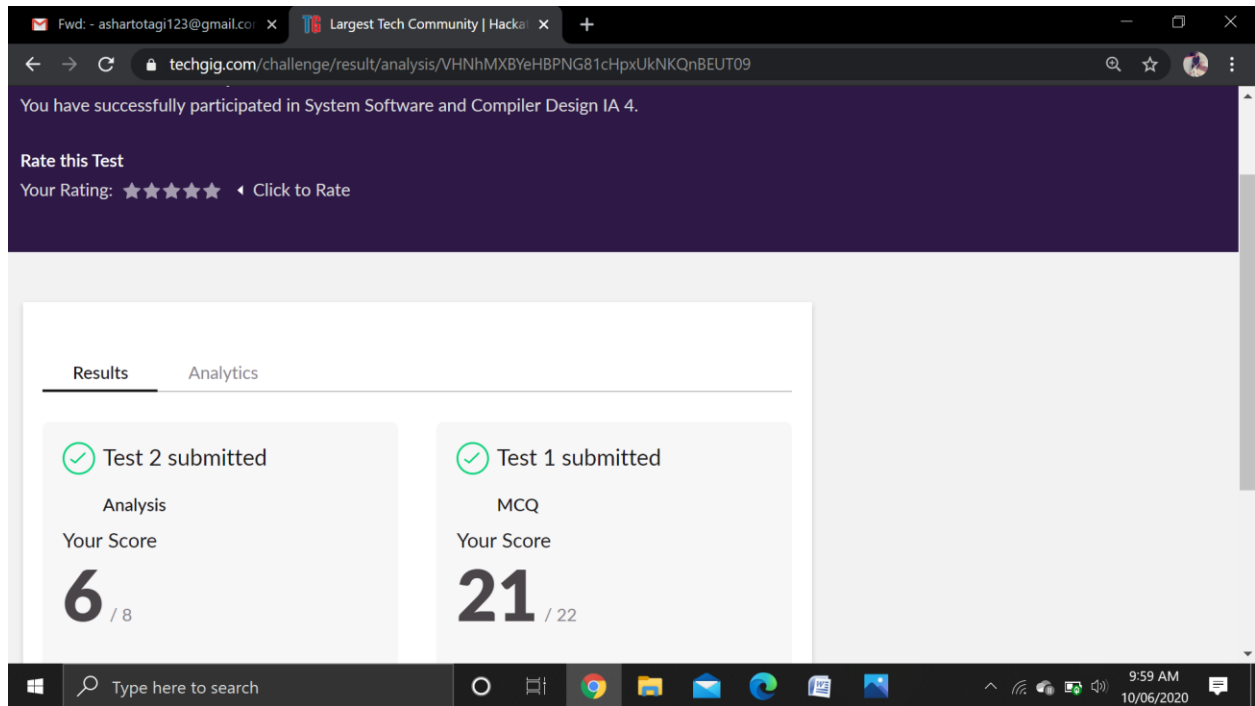 Fwd: - ashartotagi123@gmail.co
Largest Tech Community | Hacka
techgig.com/challenge/result/analysis/VHNhMXBYeHBPNG81cHpxUkNKQnBEUT09
You have successfully participated in System Software and Compiler Design IA 4.
Rate this Test
Your Rating: Click to Rate
Results Analytics
Test 2 submitted
Analysis
Your Score
6 / 8
Test 1 submitted
MCQ
Your Score
21 / 22
Type here to search
9:59 AM
10/06/2020